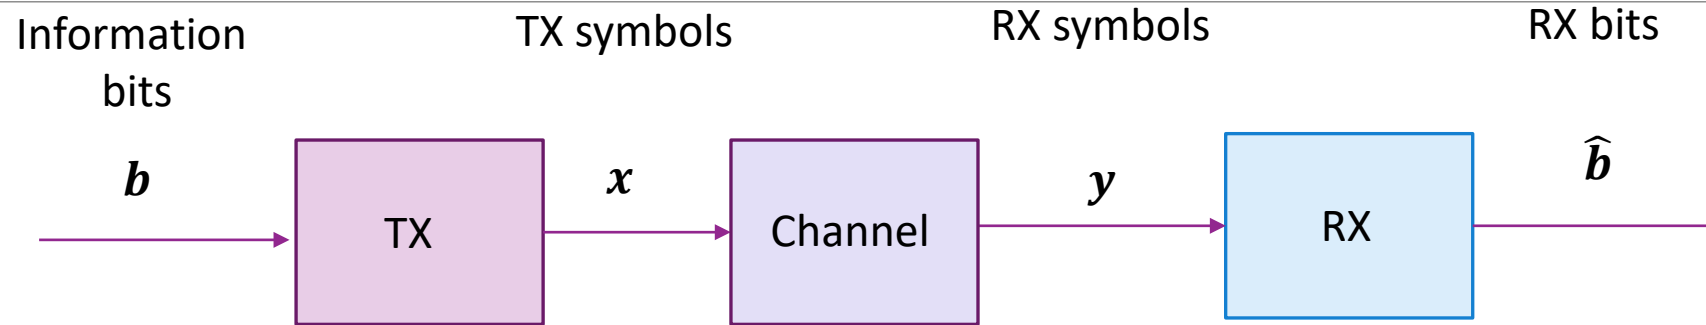 Information
bits
TX symbols
RX symbols
RX bits
b
x
y
b̂
TX
Channel
RX